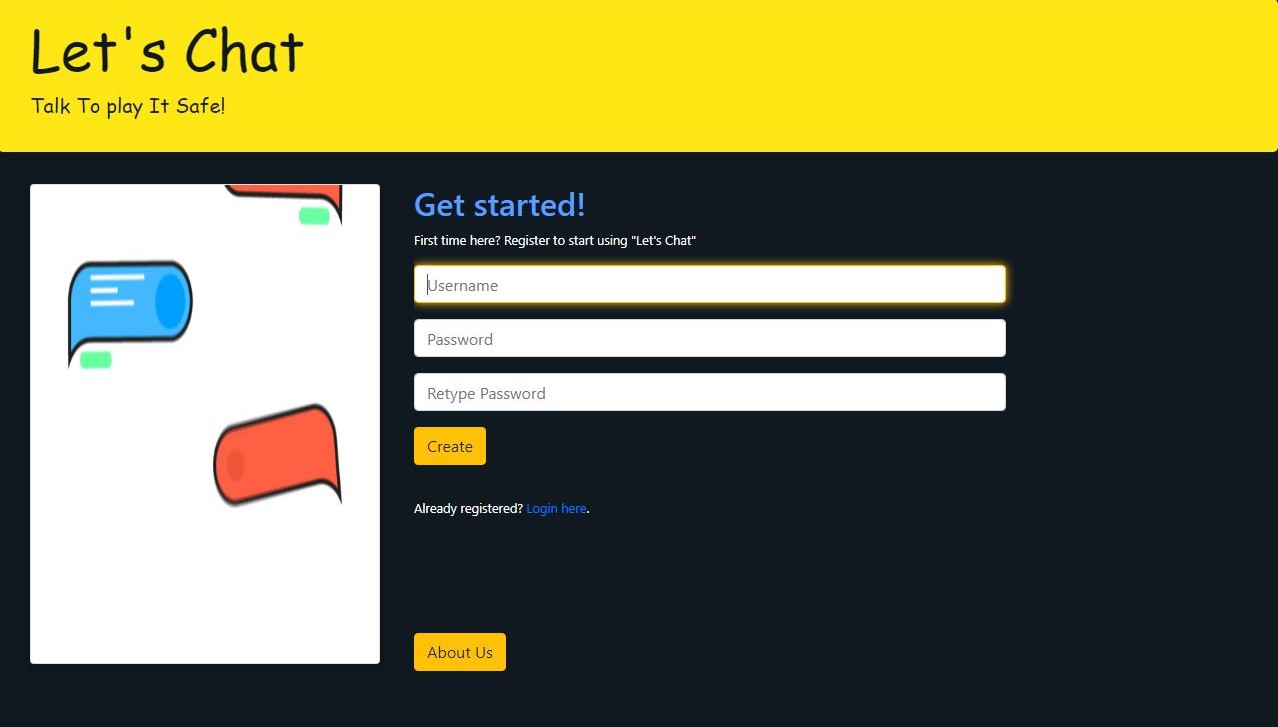 Let's Chat
Talk To play It Safe!
Get started!
First time here? Register to start using "Let's Chat"
Username
Password
Retype Password
Create
Already registered? Login here.
About Us